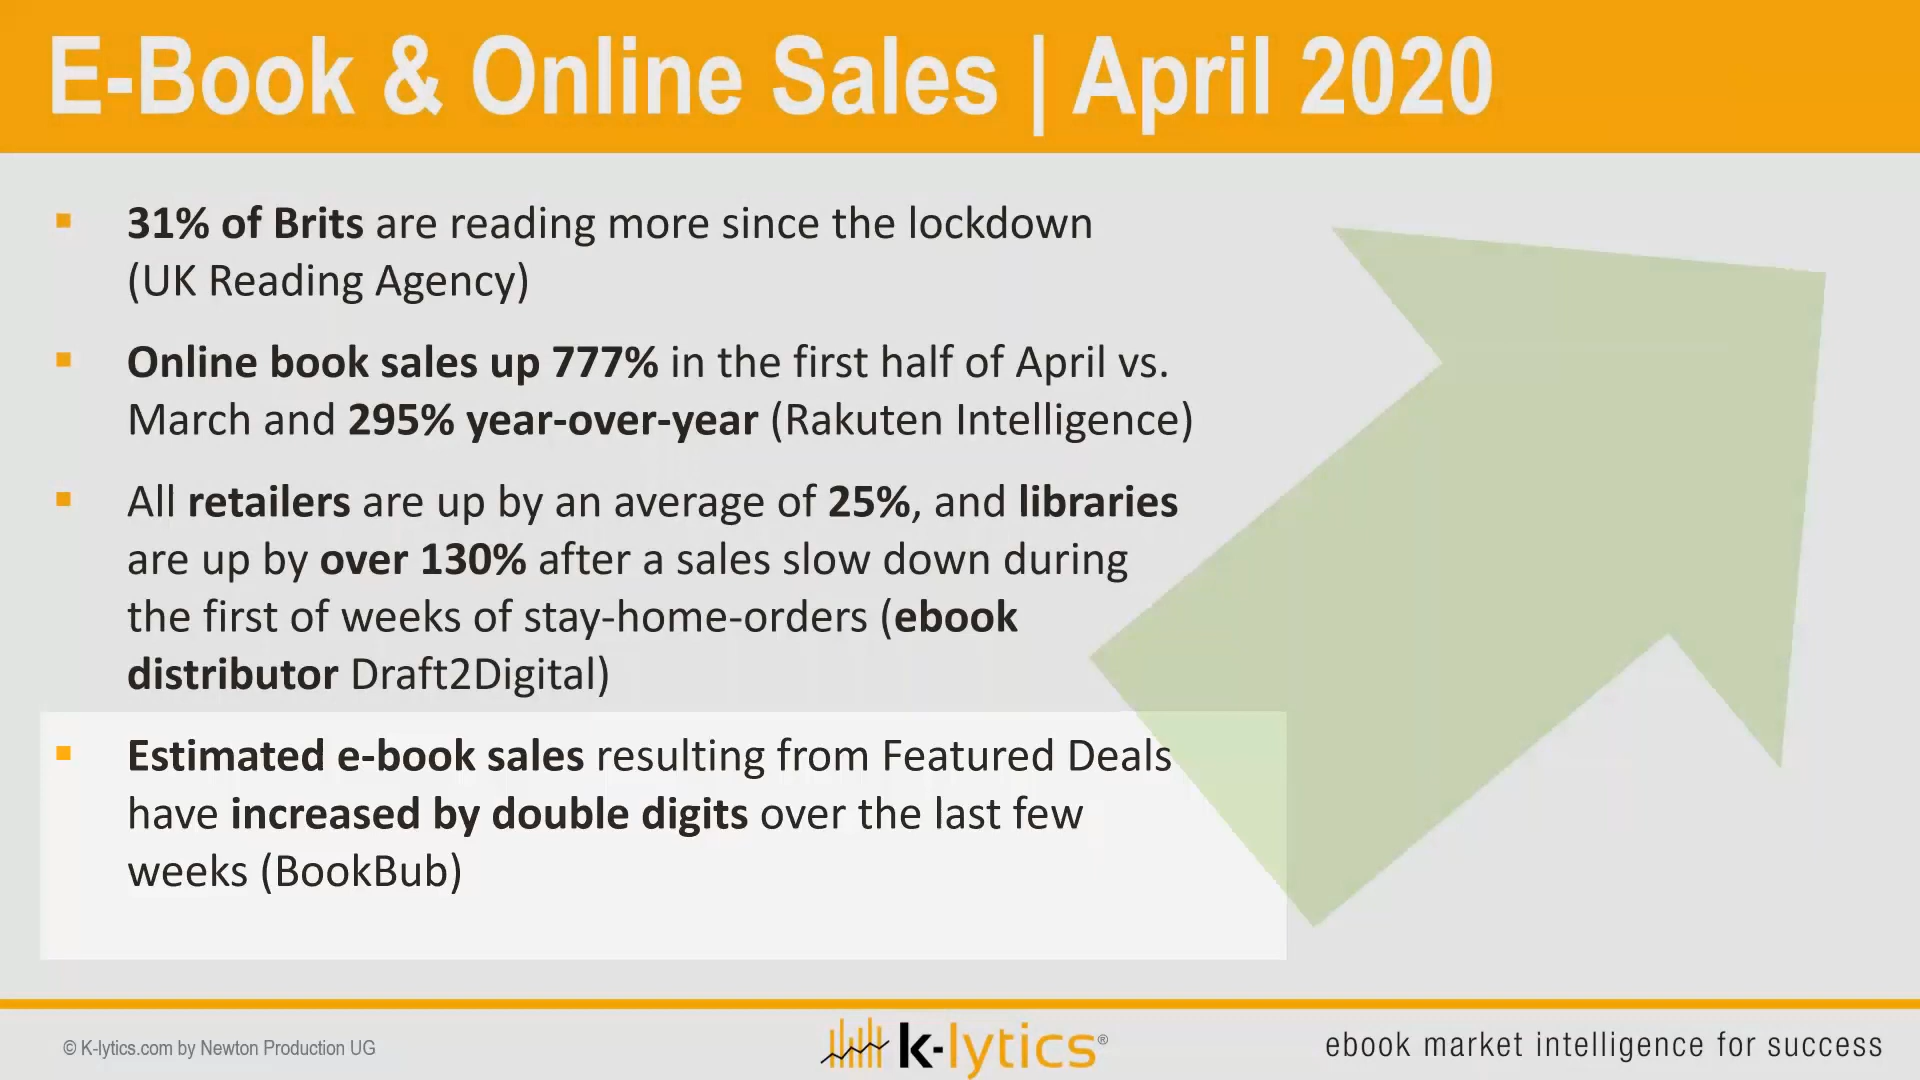 E-Book & Online Sales | April 2020
31% of Brits are reading more since the lockdown
(UK Reading Agency)
Online book sales up 777% in the first half of April vs.
March and 295% year-over-year (Rakuten Intelligence)
All retailers are up by an average of 25%, and libraries
are up by over 130% after a sales slow down during
the first of weeks of stay-home-orders (ebook
distributor Draft2Digital)
Estimated e-book sales resulting from Featured Deals
have increased by double digits over the last few
weeks (BookBub)
© K-lytics.com by Newton Production UG
k-lytics®
ebook market intelligence for success